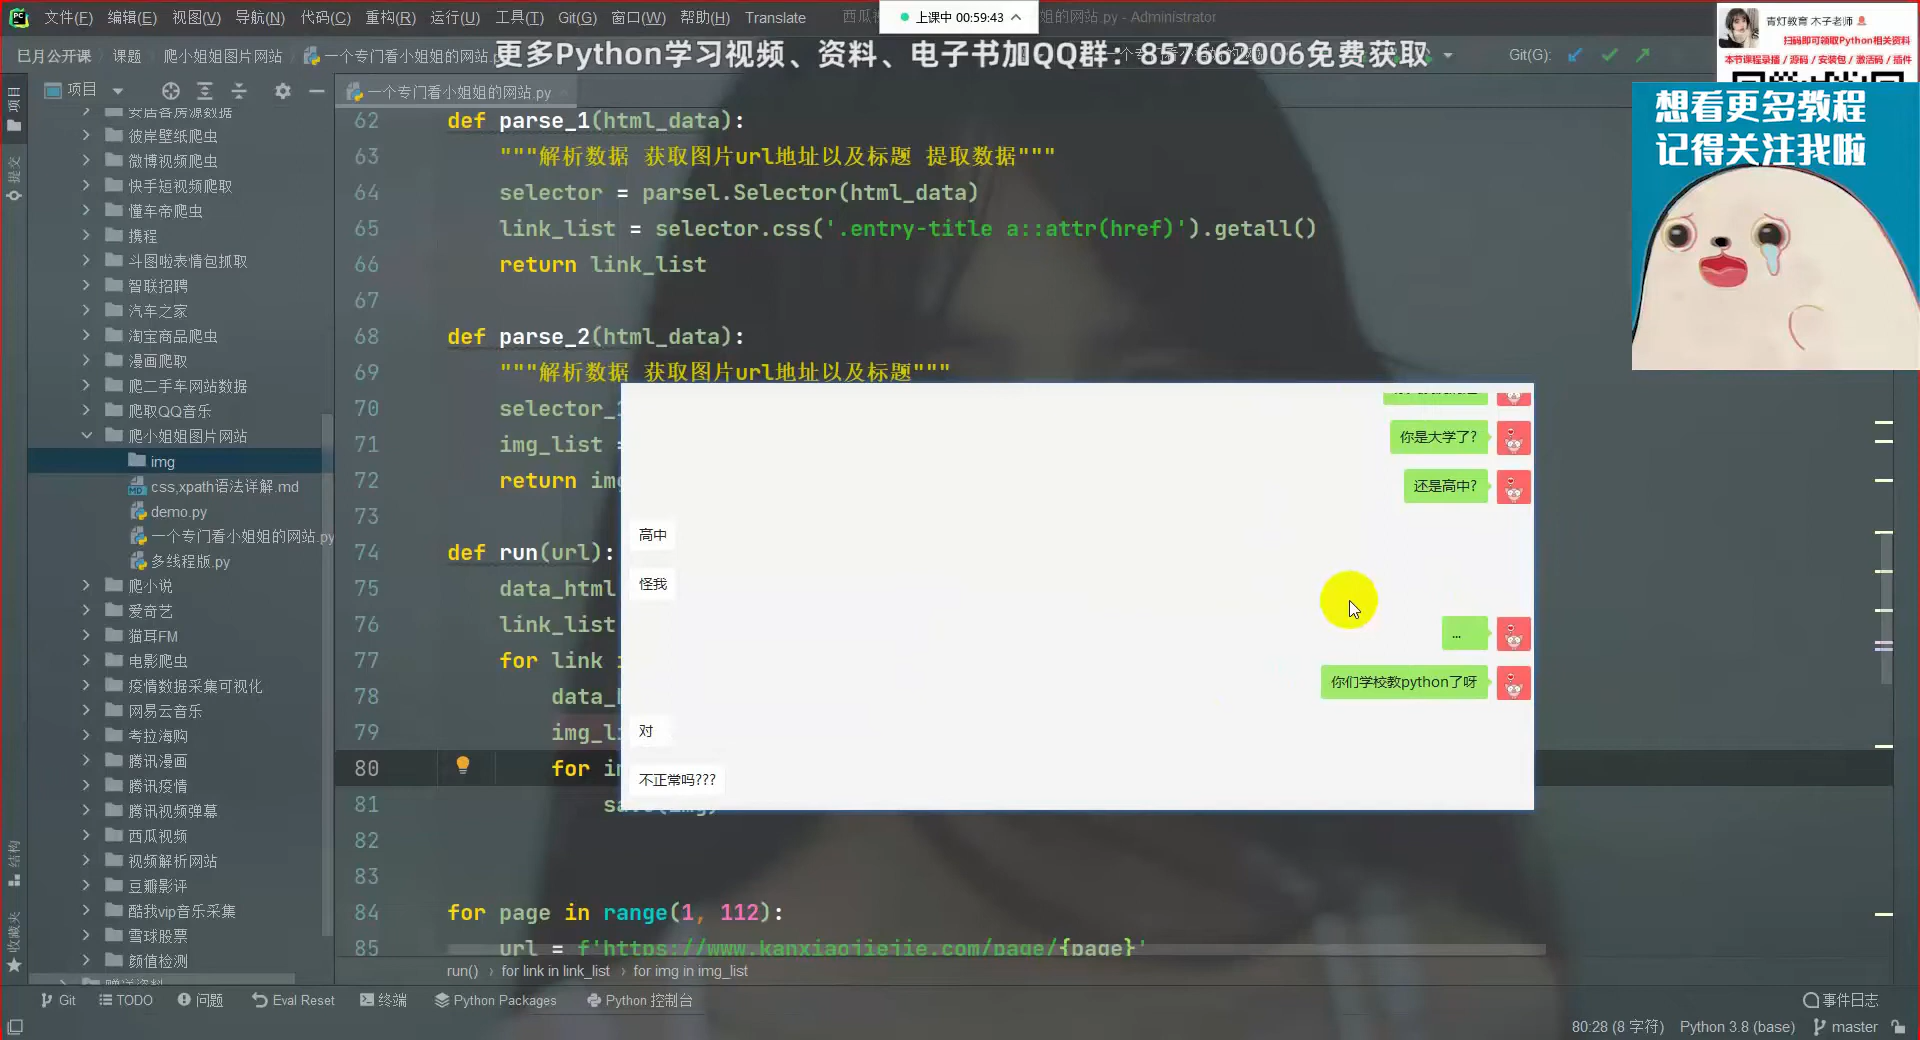 文件(F) 编辑(E) 视图(V) 导航(N) 代码(C) 重构(R) 运行(U) 工具(T) Git(G) 窗口(W) 帮助(H) Translate
上课中 00:59:43
姐的网站.py - Administrator
青灯教育 木子老师
扫码即可领取Python相关资料
本节课程录播 / 源码 / 安装包 / 激活码 / 插件
巳月公开课 课题 爬小姐姐图片网站 一个专门看小姐姐的网站.py
更多Python学习视频、资料、电子书加QQ群：857662006免费获取
Git(G):
想看更多教程
记得关注我啦
项目
项目
提交
结构
收藏夹
安居客房源数据
彼岸壁纸爬虫
微博视频爬虫
快手短视频爬取
懂车帝爬虫
携程
斗图啦表情包抓取
智联招聘
汽车之家
淘宝商品爬虫
漫画爬取
爬二手车网站数据
爬取QQ音乐
爬小姐姐图片网站
img
css,xpath语法详解.md
demo.py
一个专门看小姐姐的网站.py
多线程版.py
爬小说
爱奇艺
猫耳FM
电影爬虫
疫情数据采集可视化
网易云音乐
考拉海购
腾讯漫画
腾讯疫情
腾讯视频弹幕
西瓜视频
视频解析网站
豆瓣影评
酷我vip音乐采集
雪球股票
颜值检测
一个专门看小姐姐的网站.py
62 def parse_1(html_data):
63 """解析数据 获取图片url地址以及标题 提取数据"""
64 selector = parsel.Selector(html_data)
65 link_list = selector.css('.entry-title a::attr(href)').getall()
66 return link_list
67
68 def parse_2(html_data):
69 """解析数据 获取图片url地址以及标题"""
70 selector_
71 img_list =
72 return
73
74 def run(url):
75 data_html
76 link_list
77 for link
78
79
80 for
81
82
83
84 for page in range(1, 112):
85 url = f'https://www.kanxiaojiejie.com/page/{page}'
你是大学了?
还是高中?
高中
怪我
...
你们学校教python了呀
对
不正常吗???
run() › for link in link_list › for img in img_list
Git TODO 问题 Eval Reset 终端 Python Packages Python 控制台 事件日志
80:28 (8 字符) Python 3.8 (base) master